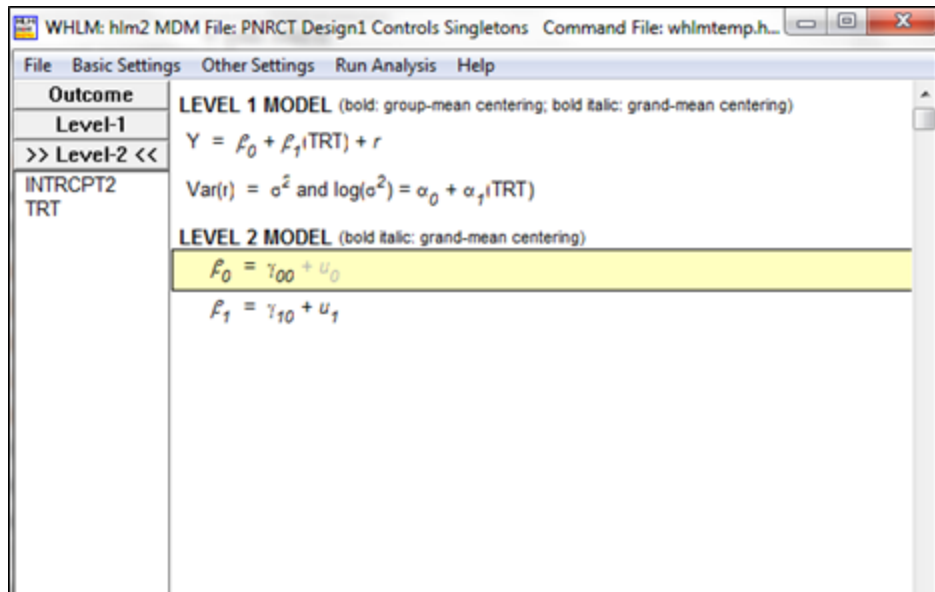 WHLM: hlm2 MDM File: PNRCT Design1 Controls Singletons Command File: whlmtemp.h...
File Basic Settings Other Settings Run Analysis Help
Outcome
Level-1
>> Level-2 <<
INTRCPT2
TRT
LEVEL 1 MODEL (bold: group-mean centering; bold italic: grand-mean centering)
Y = β₀ + β₁(TRT) + r
Var(r) = σ² and log(σ²) = α₀ + α₁(TRT)
LEVEL 2 MODEL (bold italic: grand-mean centering)
β₀ = γ₀₀ + u₀
β₁ = γ₁₀ + u₁